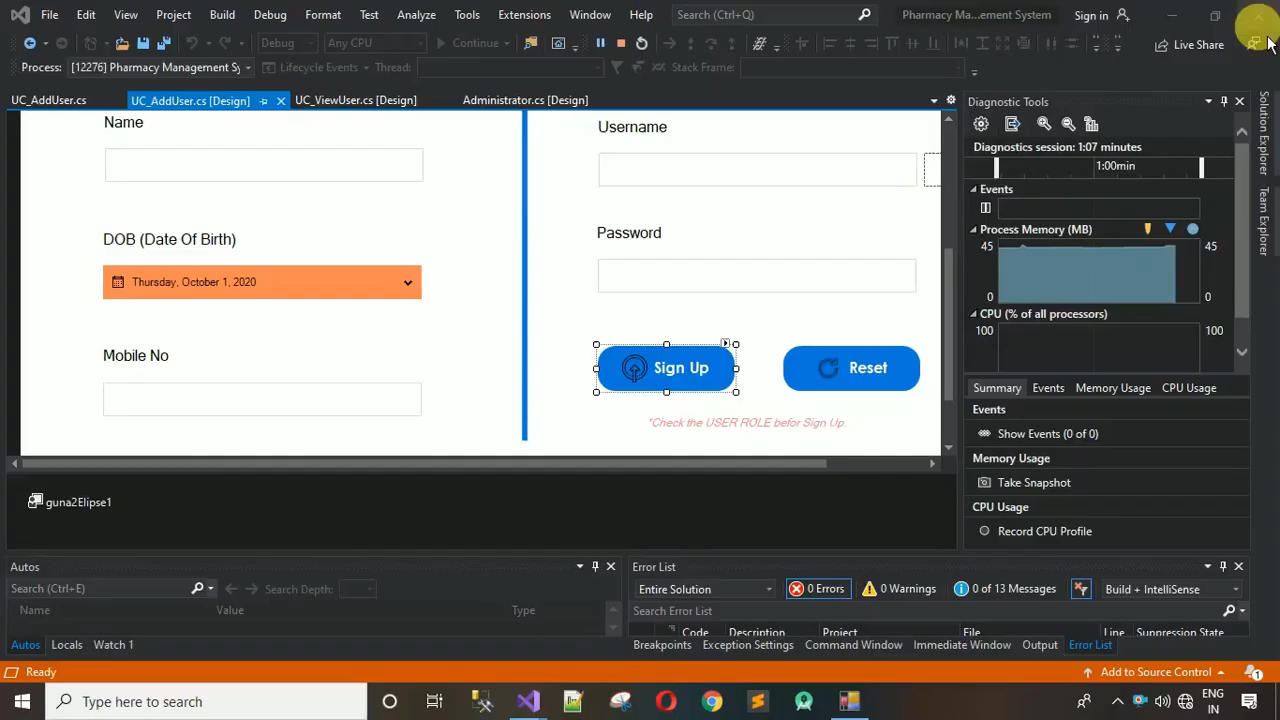 File Edit View Project Build Debug Format Test Analyze Tools Extensions Window Help Search (Ctrl+Q) Pharmacy Ma...ement System Sign in
Debug Any CPU Continue Live Share
Process: [12276] Pharmacy Management Sy Lifecycle Events Thread: Stack Frame:
UC_AddUser.cs UC_AddUser.cs [Design] UC_ViewUser.cs [Design] Administrator.cs [Design]
Name
DOB (Date Of Birth)
Thursday, October 1, 2020
Mobile No
Username
Password
Sign Up Reset
*Check the USER ROLE befor Sign Up.
guna2Elipse1
Diagnostic Tools
Diagnostics session: 1:07 minutes
1:00min
Events
Process Memory (MB)
45 45
0 0
CPU (% of all processors)
100 100
Summary Events Memory Usage CPU Usage
Events
Show Events (0 of 0)
Memory Usage
Take Snapshot
CPU Usage
Record CPU Profile
Solution Explorer
Team Explorer
Autos
Search (Ctrl+E) Search Depth:
Name Value Type
Autos Locals Watch 1
Error List
Entire Solution 0 Errors 0 Warnings 0 of 13 Messages Build + IntelliSense
Search Error List
Code Description Project File Line Suppression State
Breakpoints Exception Settings Command Window Immediate Window Output Error List
Ready Add to Source Control 1
Type here to search ENG
IN